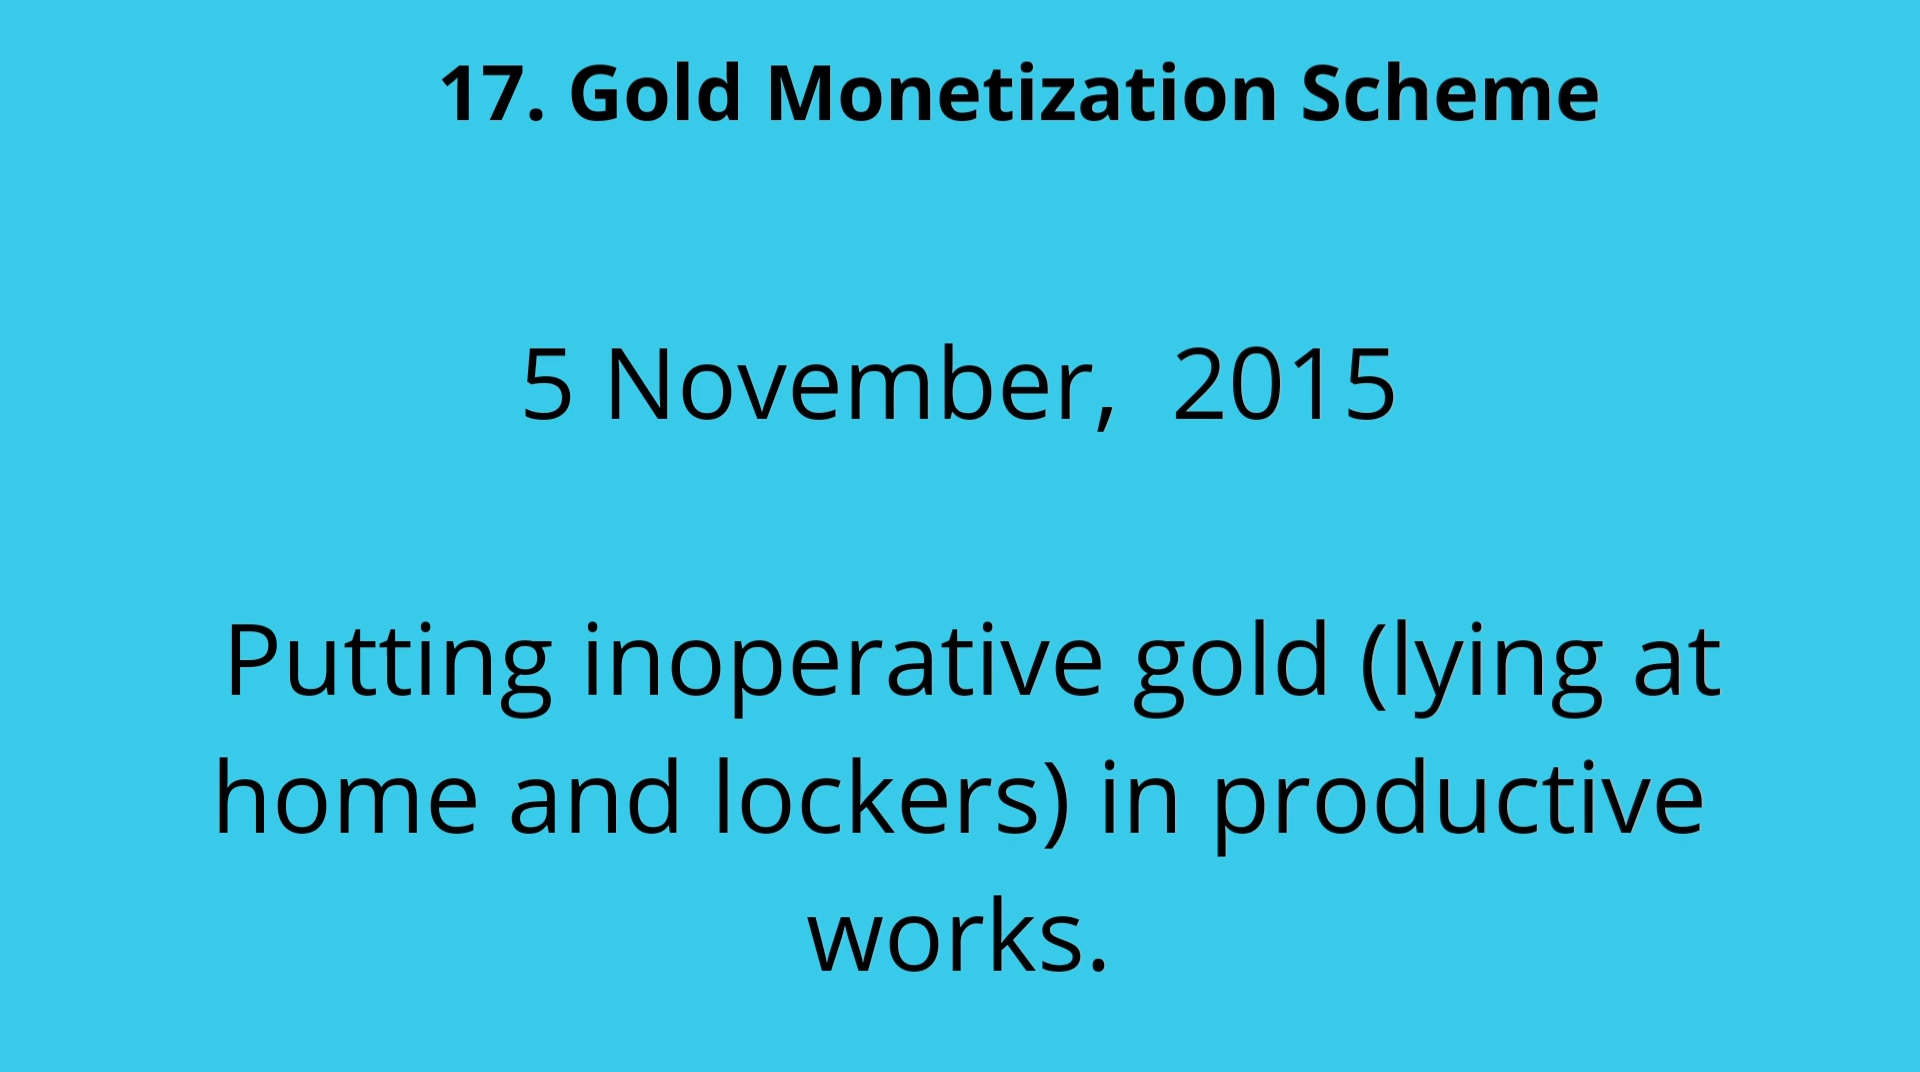 17. Gold Monetization Scheme
5 November,  2015
Putting inoperative gold (lying at
home and lockers) in productive
works.